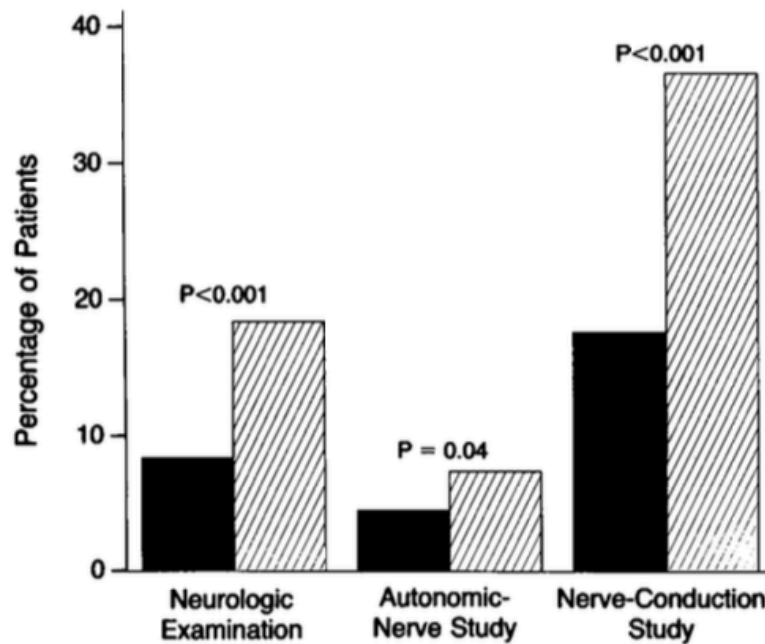 Percentage of Patients
40
30
20
10
0
P<0.001
P = 0.04
P<0.001
Neurologic
Examination
Autonomic-
Nerve Study
Nerve-Conduction
Study